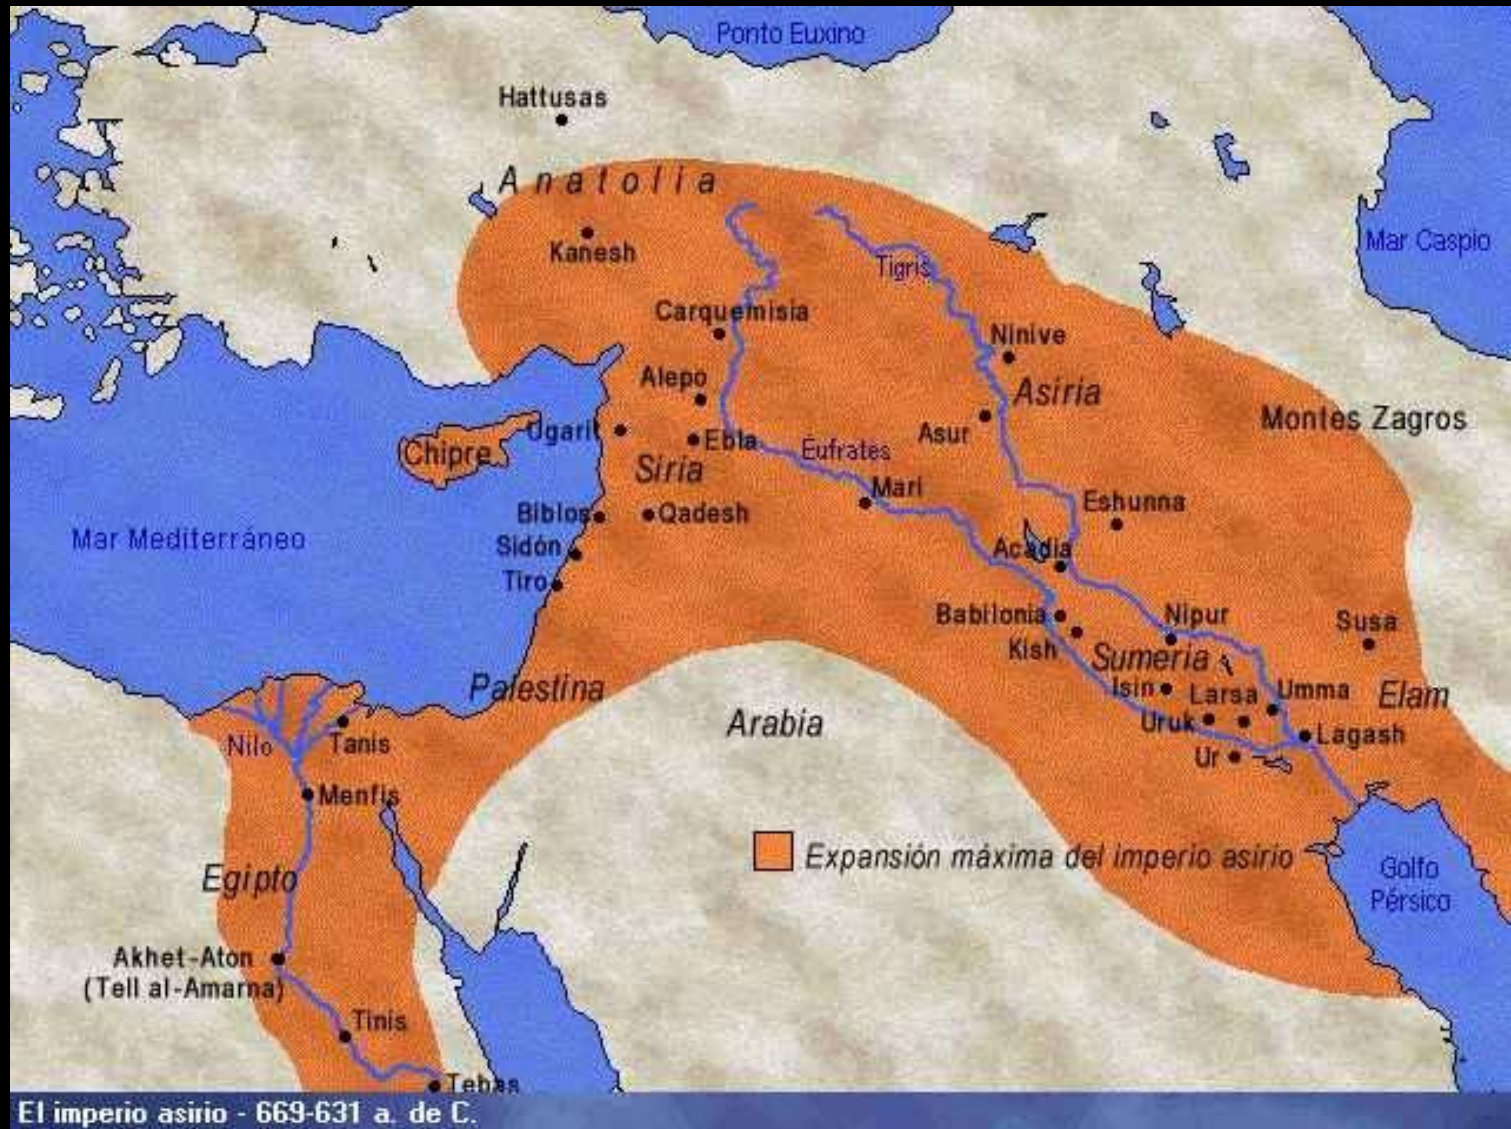 Ponto Euxino
Hattusas
Anatolia
Kanesh
Mar Caspio
Tigris
Carquemisia
Ninive
Alepo
Asiria
Montes Zagros
Chipre
Ugarit
Ebla
Asur
Éufrates
Siria
Mari
Eshunna
Biblos
Qadesh
Mar Mediterráneo
Sidón
Acadia
Tiro
Babilonia
Nipur
Susa
Kish
Sumeria
Palestina
Isin
Larsa
Umma
Elam
Arabia
Uruk
Lagash
Nilo
Tanis
Ur
Menfis
Expansión máxima del imperio asirio
Golfo
Pérsico
Egipto
Akhet-Aton
(Tell al-Amarna)
Tinis
Tebas
El imperio asirio - 669-631 a. de C.